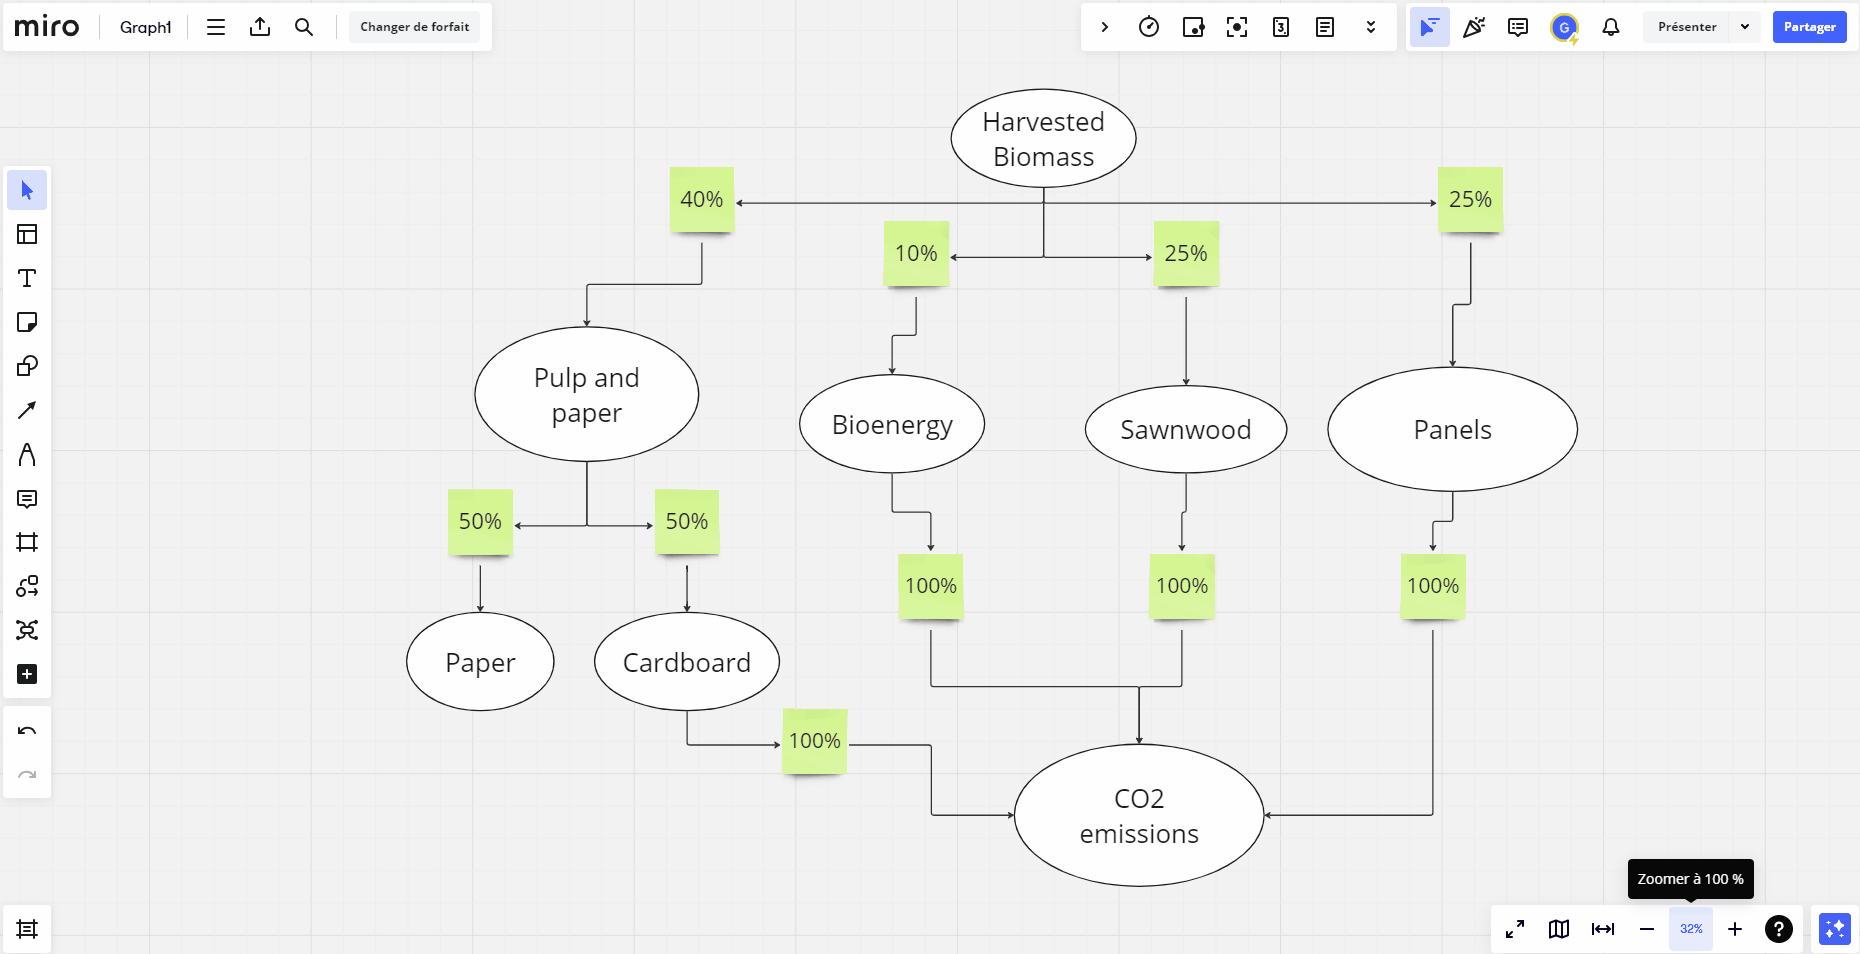 miro
Graph1
Changer de forfait
3
G
Présenter
Partager
Harvested
Biomass
40%
25%
10%
25%
Pulp and
paper
Bioenergy
Sawnwood
Panels
50%
50%
100%
100%
100%
Paper
Cardboard
100%
CO2
emissions
Zoomer à 100 %
32%
?